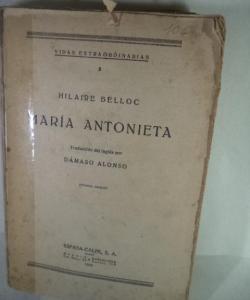 VIDAS EXTRAORDINARIAS
HILAIRE BELLOC
MARÍA ANTONIETA
Traducción del inglés por
DÁMASO ALONSO
ESPASA-CALPE, S. A.